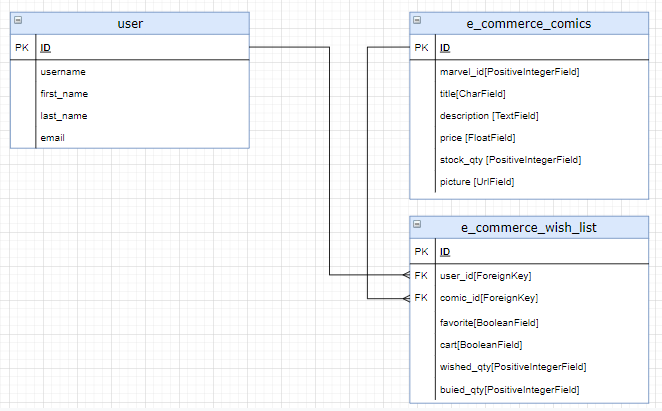 user
PK ID
username
first_name
last_name
email
e_commerce_comics
PK ID
marvel_id[PositiveIntegerField]
title[CharField]
description [TextField]
price [FloatField]
stock_qty [PositiveIntegerField]
picture [UrlField]
e_commerce_wish_list
PK ID
FK user_id[ForeignKey]
FK comic_id[ForeignKey]
favorite[BooleanField]
cart[BooleanField]
wished_qty[PositiveIntegerField]
buied_qty[PositiveIntegerField]